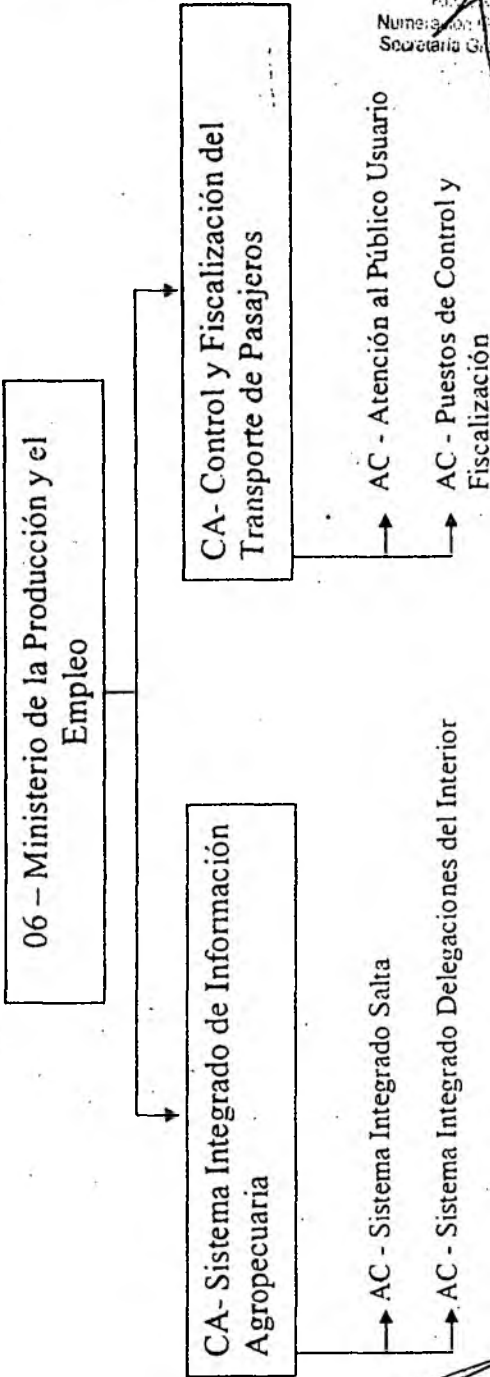 06 – Ministerio de la Producción y el
Empleo
CA- Sistema Integrado de Información
Agropecuaria
AC - Sistema Integrado Salta
AC - Sistema Integrado Delegaciones del Interior
CA- Control y Fiscalización del
Transporte de Pasajeros
AC - Atención al Público Usuario
AC - Puestos de Control y
Fiscalización
Secretaría